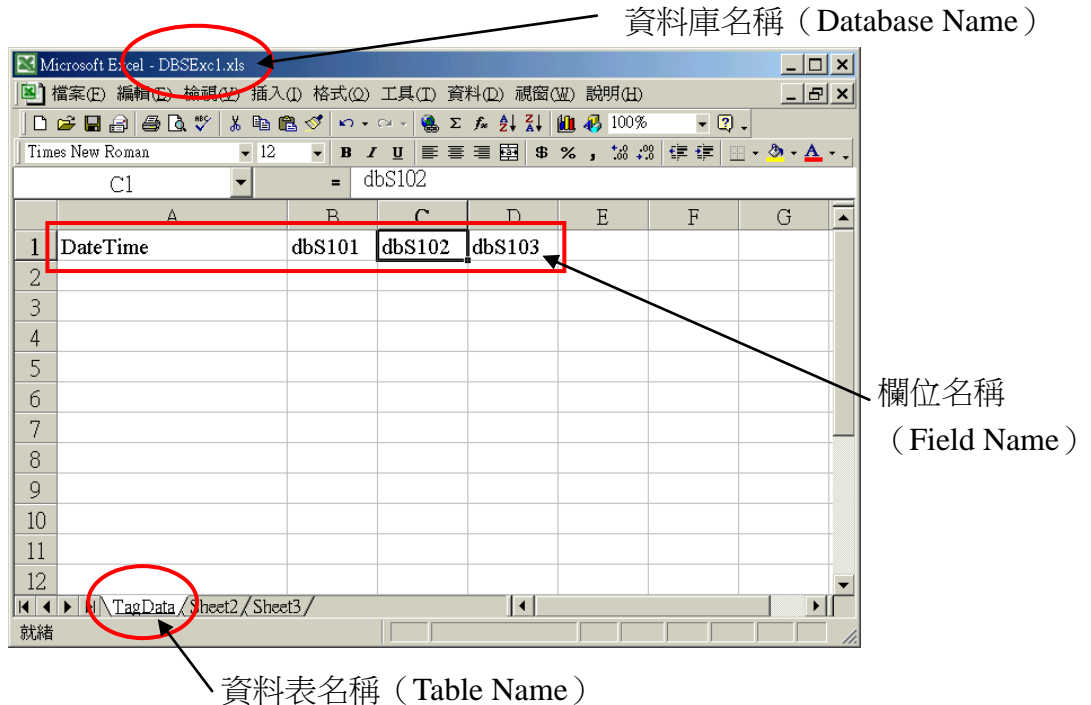 資料庫名稱（Database Name）
Microsoft Excel - DBSExc1.xls
檔案(F) 編輯(E) 檢視(V) 插入(I) 格式(O) 工具(T) 資料(D) 視窗(W) 說明(H)
100%
Times New Roman 12 B I U $ % ,
C1 = dbS102
A B C D E F G
1 DateTime dbS101 dbS102 dbS103
2
3
4
5
6
7
8
9
10
11
12
欄位名稱
（Field Name）
TagData Sheet2 Sheet3
就緒
資料表名稱（Table Name）